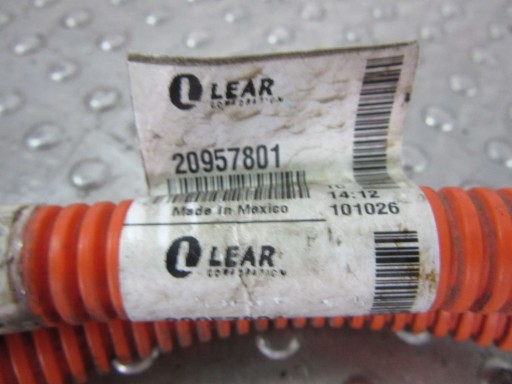 LEAR
CORPORATION
20957801
14:12
Made in Mexico
101026
LEAR
CORPORATION